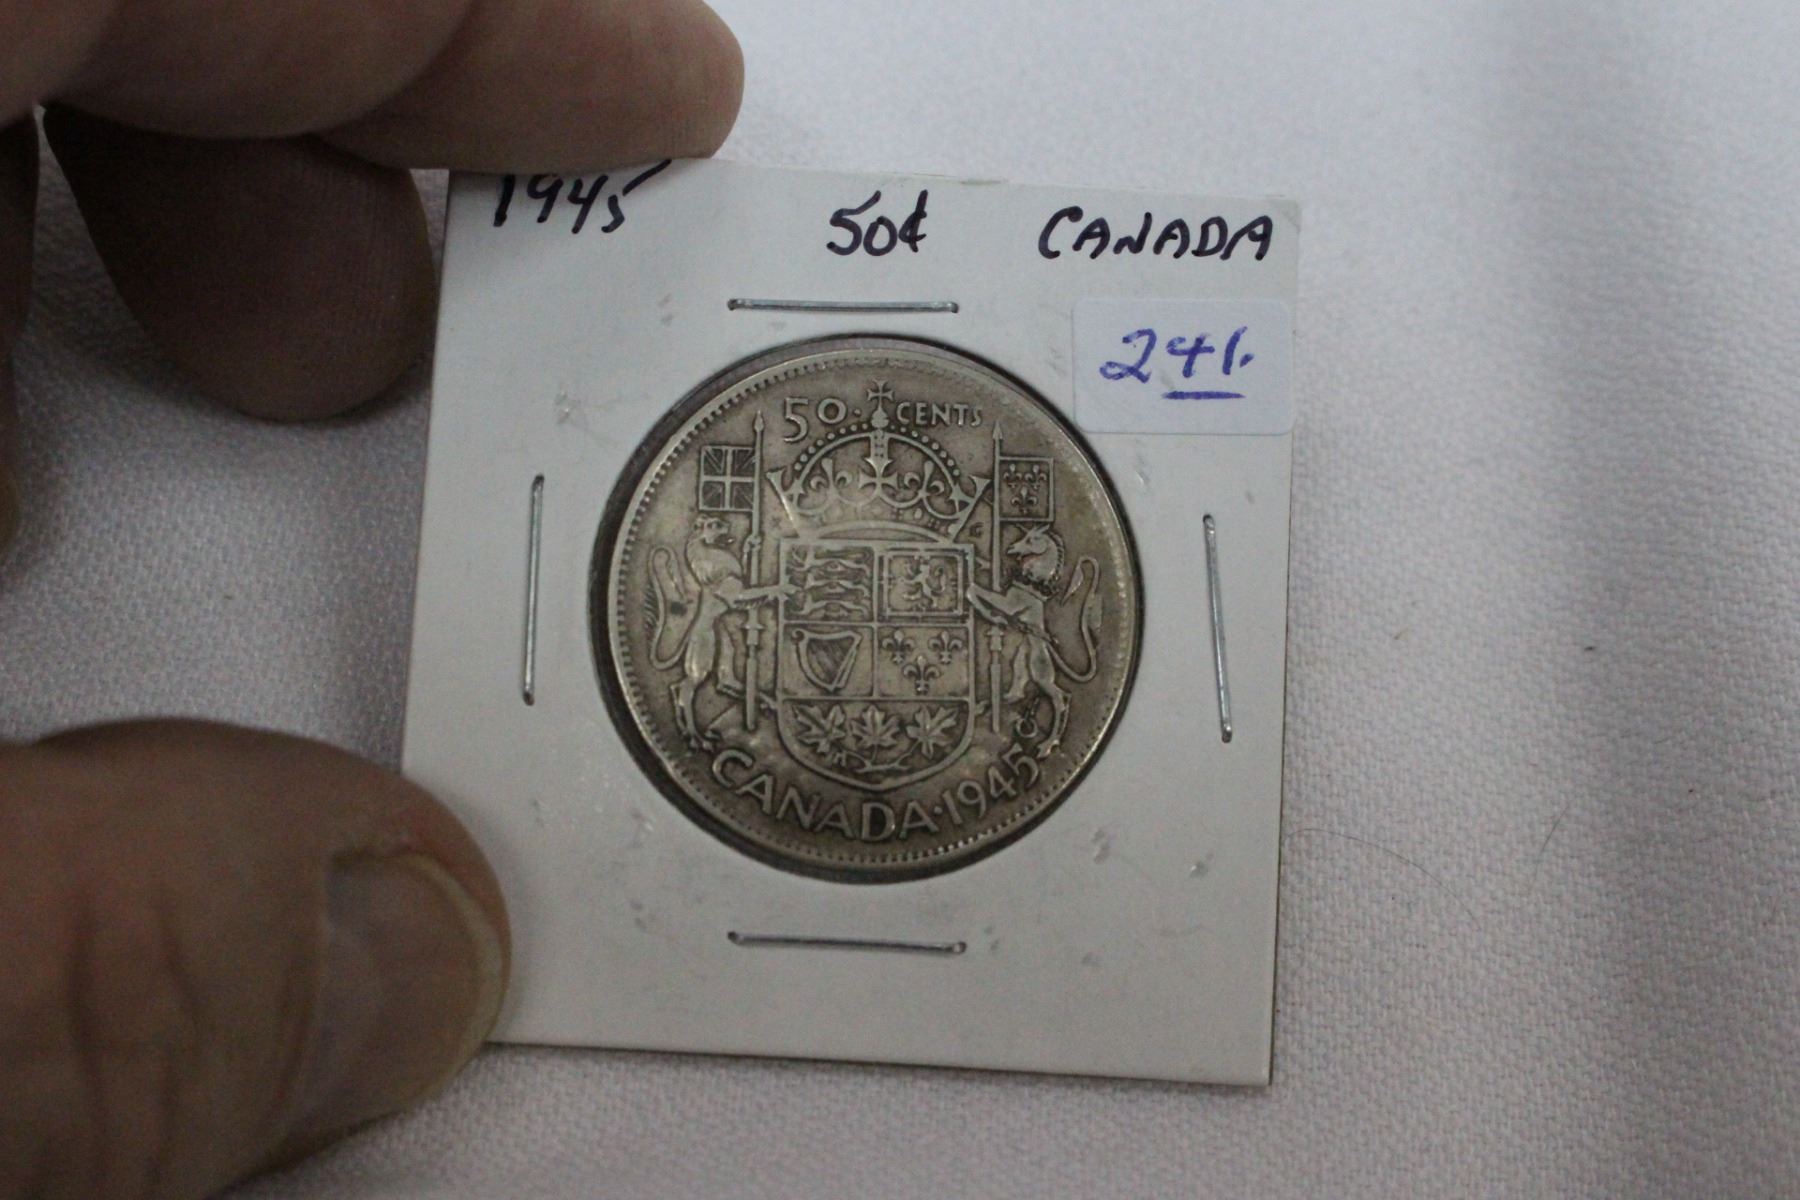 1945 50¢ CANADA
241.
50 · CENTS
CANADA · 1945